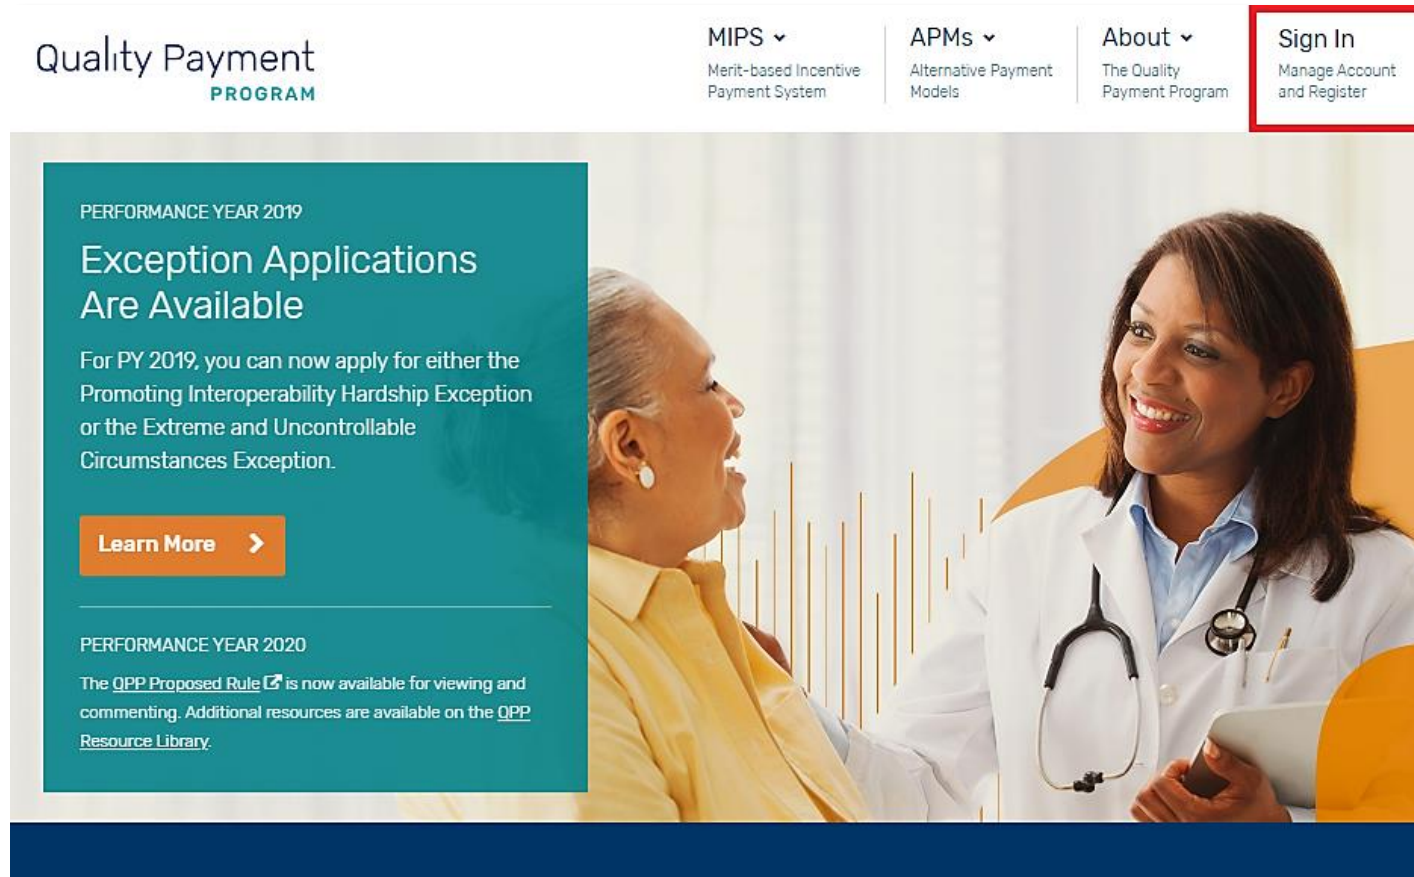 Quality Payment
PROGRAM
MIPS
Merit-based Incentive
Payment System
APMs
Alternative Payment
Models
About
The Quality
Payment Program
Sign In
Manage Account
and Register
PERFORMANCE YEAR 2019
Exception Applications
Are Available
For PY 2019, you can now apply for either the
Promoting Interoperability Hardship Exception
or the Extreme and Uncontrollable
Circumstances Exception.
Learn More
PERFORMANCE YEAR 2020
The QPP Proposed Rule is now available for viewing and
commenting. Additional resources are available on the QPP
Resource Library.